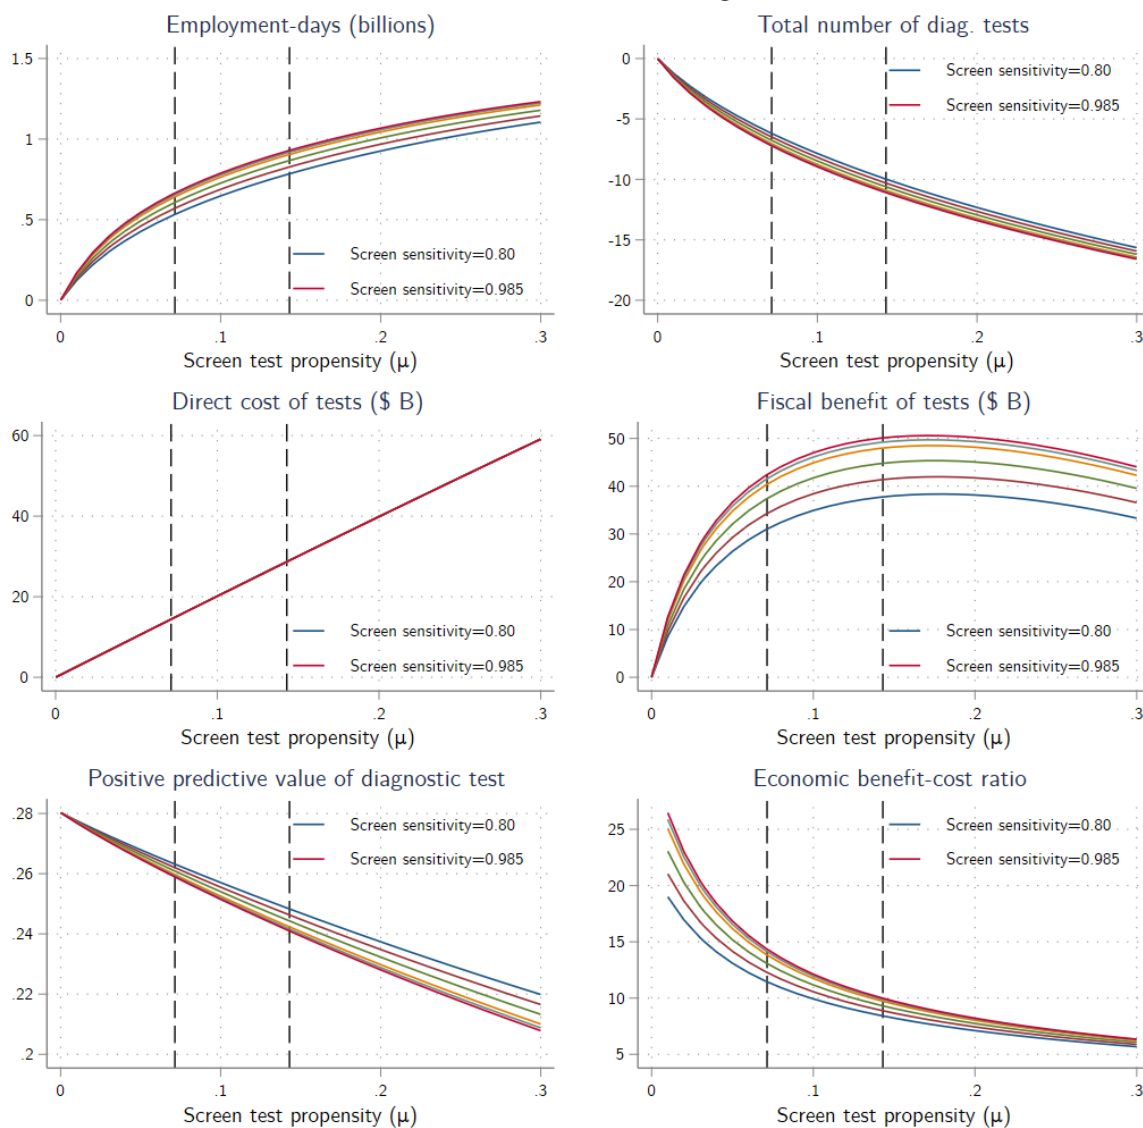 Employment-days (billions)
1.5
1
.5
0
Screen sensitivity=0.80
Screen sensitivity=0.985
0 .1 .2 .3
Screen test propensity (μ)
Total number of diag. tests
0
-5
-10
-15
-20
Screen sensitivity=0.80
Screen sensitivity=0.985
0 .1 .2 .3
Screen test propensity (μ)
Direct cost of tests ($ B)
60
40
20
0
Screen sensitivity=0.80
Screen sensitivity=0.985
0 .1 .2 .3
Screen test propensity (μ)
Fiscal benefit of tests ($ B)
50
40
30
20
10
0
Screen sensitivity=0.80
Screen sensitivity=0.985
0 .1 .2 .3
Screen test propensity (μ)
Positive predictive value of diagnostic test
.28
.26
.24
.22
.2
Screen sensitivity=0.80
Screen sensitivity=0.985
0 .1 .2 .3
Screen test propensity (μ)
Economic benefit-cost ratio
25
20
15
10
5
Screen sensitivity=0.80
Screen sensitivity=0.985
0 .1 .2 .3
Screen test propensity (μ)